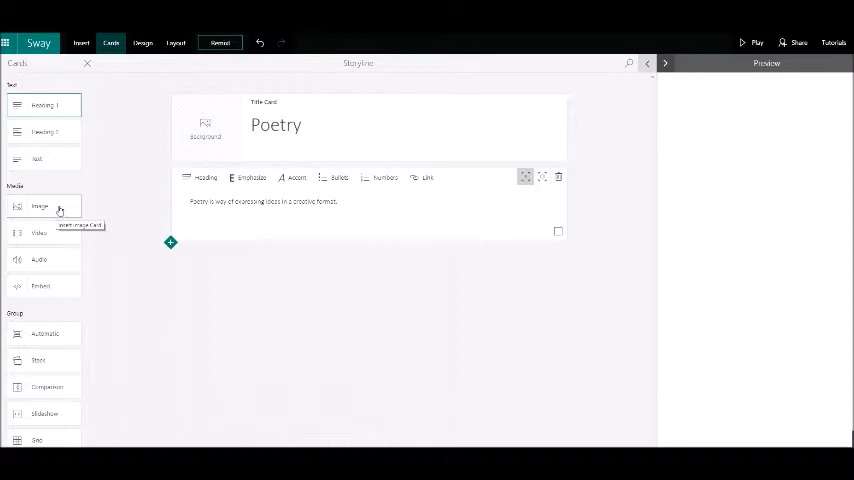 Sway Insert Cards Design Layout Remix! Play Share Tutorials
Cards
Storyline
Preview
Text
Heading 1
Heading 2
Text
Media
Image
Insert Image Card
Video
Audio
Embed
Group
Automatic
Stack
Comparison
Slideshow
Grid
Title Card
Poetry
Background
Heading Emphasize Accent Bullets Numbers Link
Poetry is way of expressing ideas in a creative format.